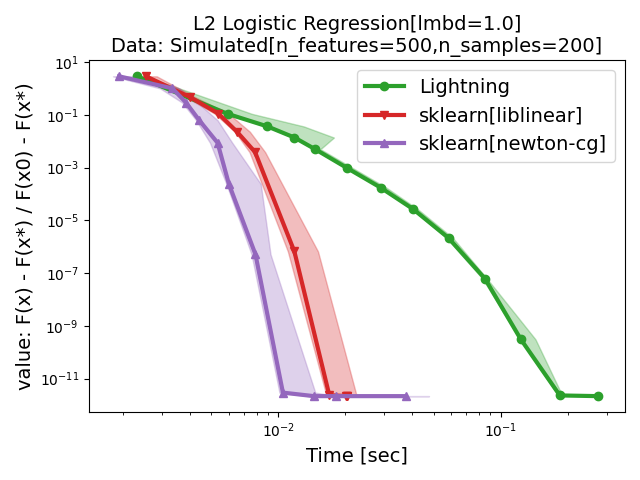 L2 Logistic Regression[lmbd=1.0]
Data: Simulated[n_features=500,n_samples=200]
value: F(x) - F(x*) / F(x0) - F(x*)
10¹
10⁻¹
10⁻³
10⁻⁵
10⁻⁷
10⁻⁹
10⁻¹¹
Lightning
sklearn[liblinear]
sklearn[newton-cg]
10⁻²
10⁻¹
Time [sec]